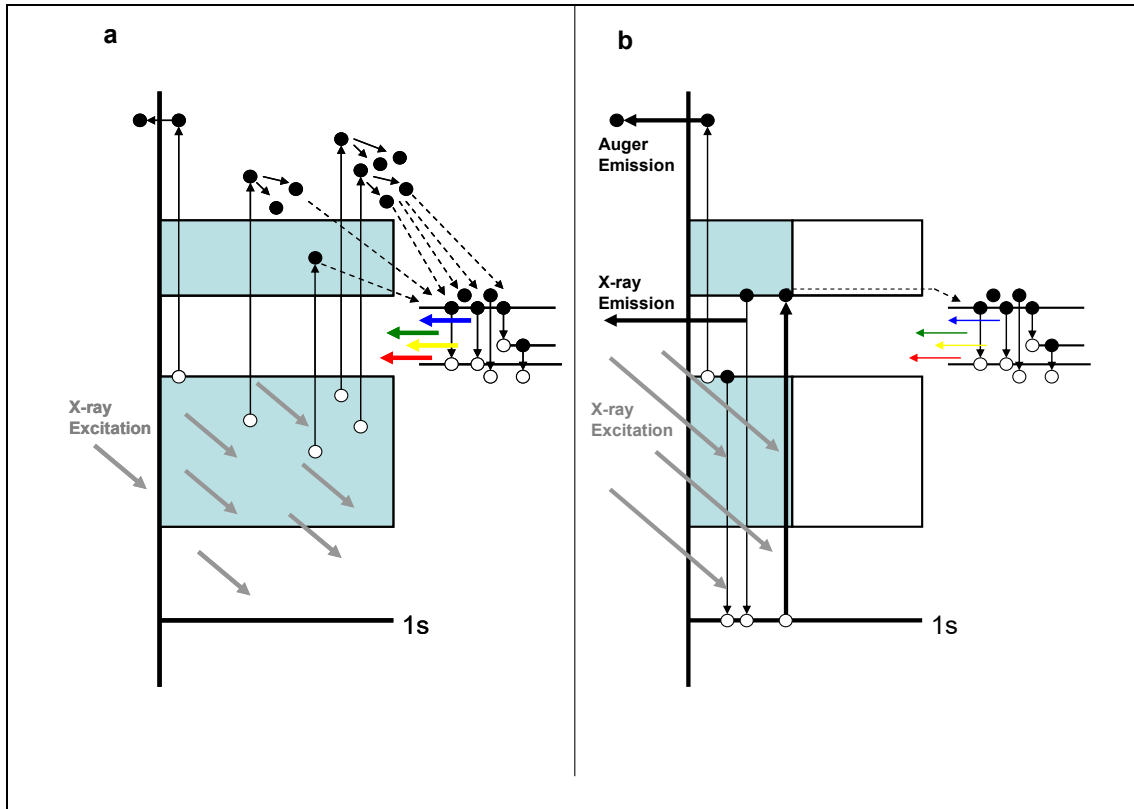 a
X-ray
Excitation
1s
b
Auger
Emission
X-ray
Emission
X-ray
Excitation
1s